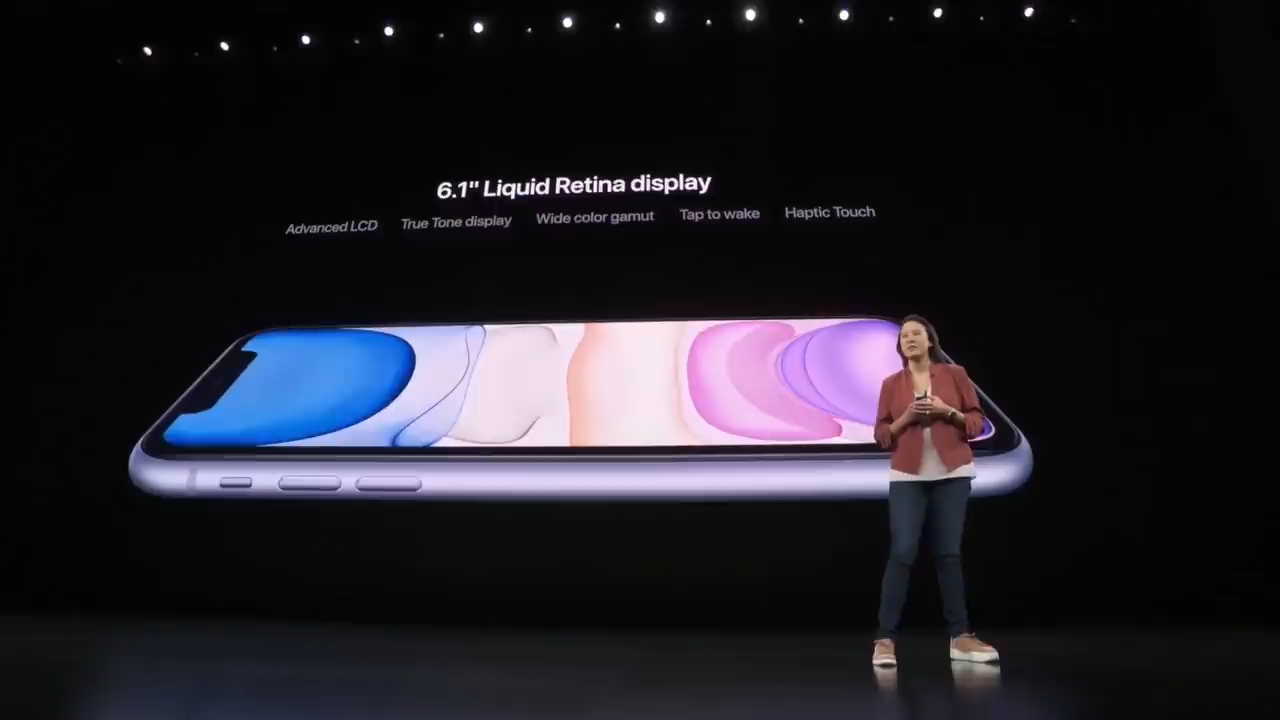 6.1" Liquid Retina display
Advanced LCD True Tone display Wide color gamut Tap to wake Haptic Touch